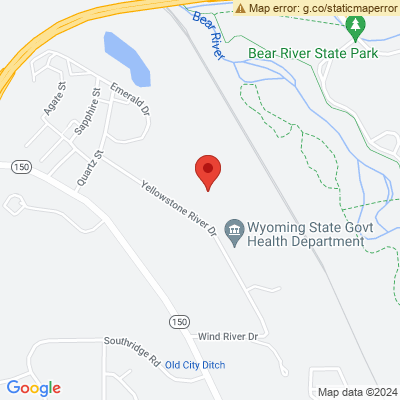 Map error: g.co/staticmaperror
Bear River
Bear River State Park
Agate St
Sapphire St
Emerald Dr
Quartz St
150
Yellowstone River Dr
Wyoming State Govt
Health Department
150
Wind River Dr
Southridge Rd
Old City Ditch
Google
Map data ©2024